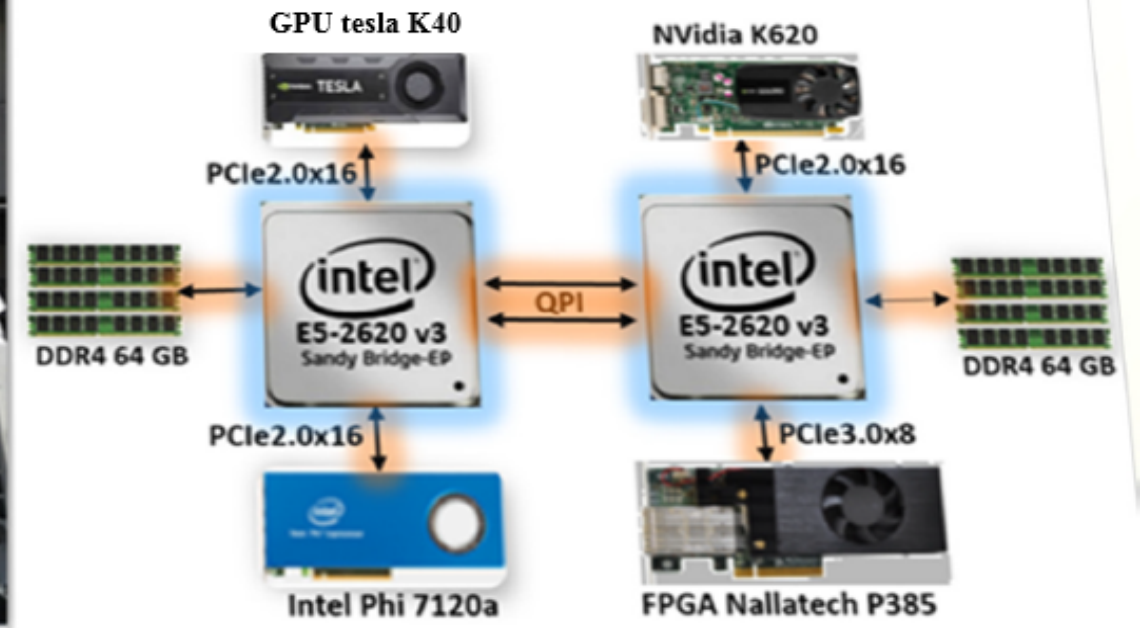 GPU tesla K40
NVidia K620
TESLA
PCIe2.0x16
PCIe2.0x16
intel
E5-2620 v3
Sandy Bridge-EP
QPI
intel
E5-2620 v3
Sandy Bridge-EP
DDR4 64 GB
DDR4 64 GB
PCIe2.0x16
PCIe3.0x8
intel
Intel Phi 7120a
FPGA Nallatech P385